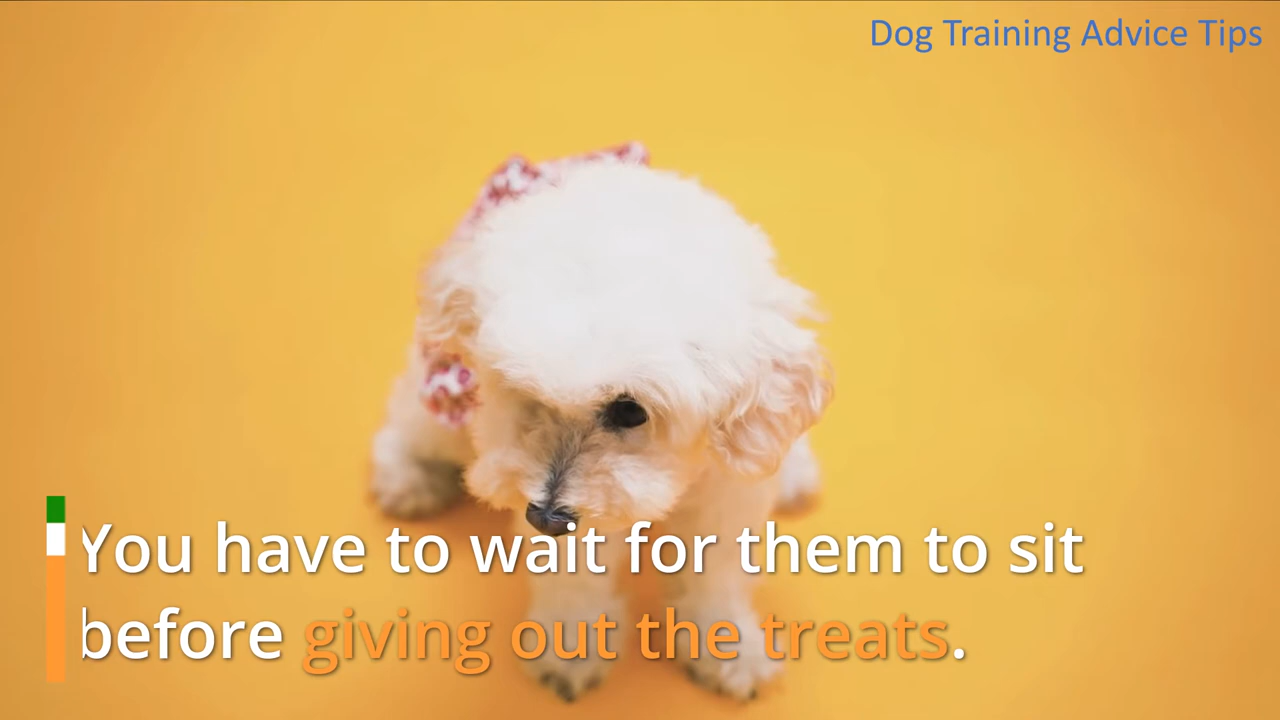 Dog Training Advice Tips
You have to wait for them to sit
before giving out the treats.